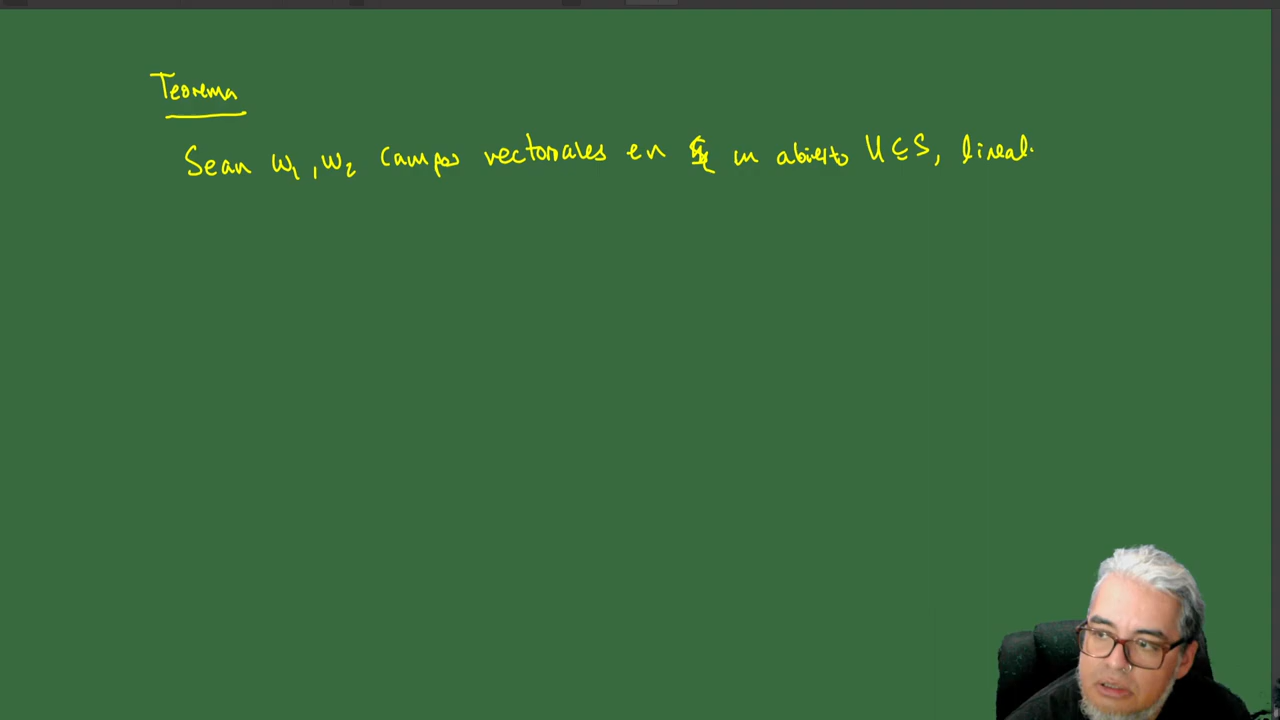 Teorema
Sean w₁, w₂ campos vectoriales en un abierto U ⊆ S, lineal.